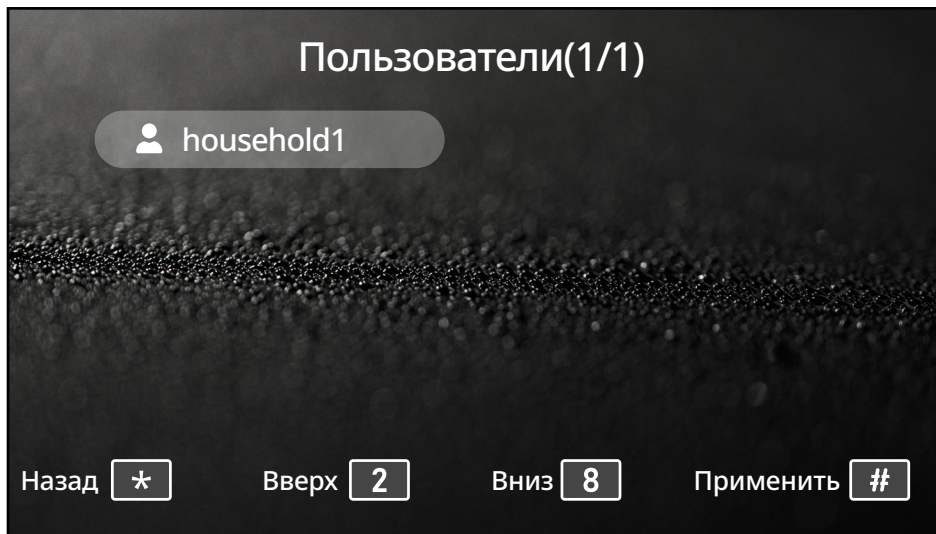 Пользователи(1/1)
household1
Назад * Вверх 2 Вниз 8 Применить #